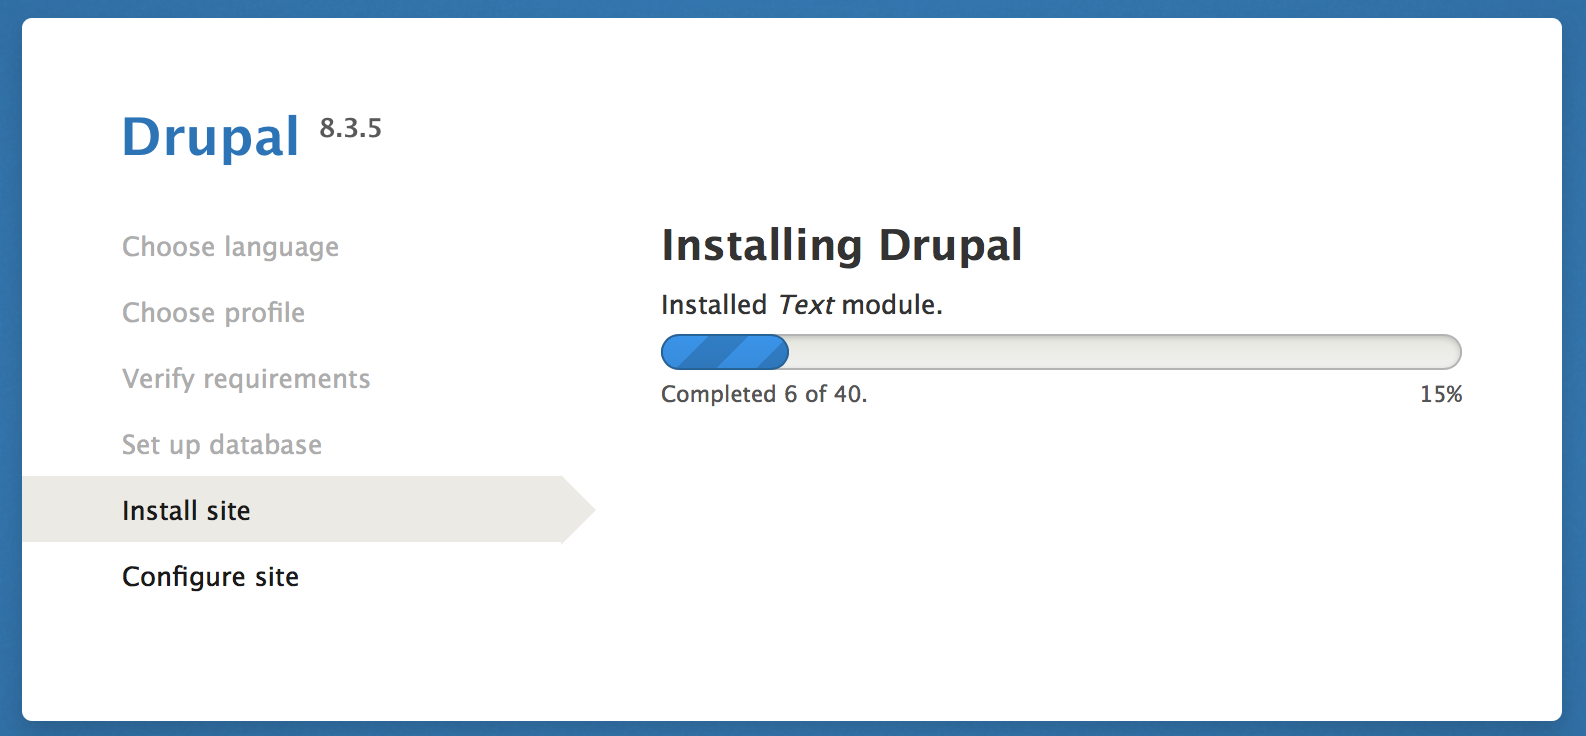 Drupal 8.3.5
Choose language
Choose profile
Verify requirements
Set up database
Install site
Configure site
Installing Drupal
Installed Text module.
Completed 6 of 40. 15%